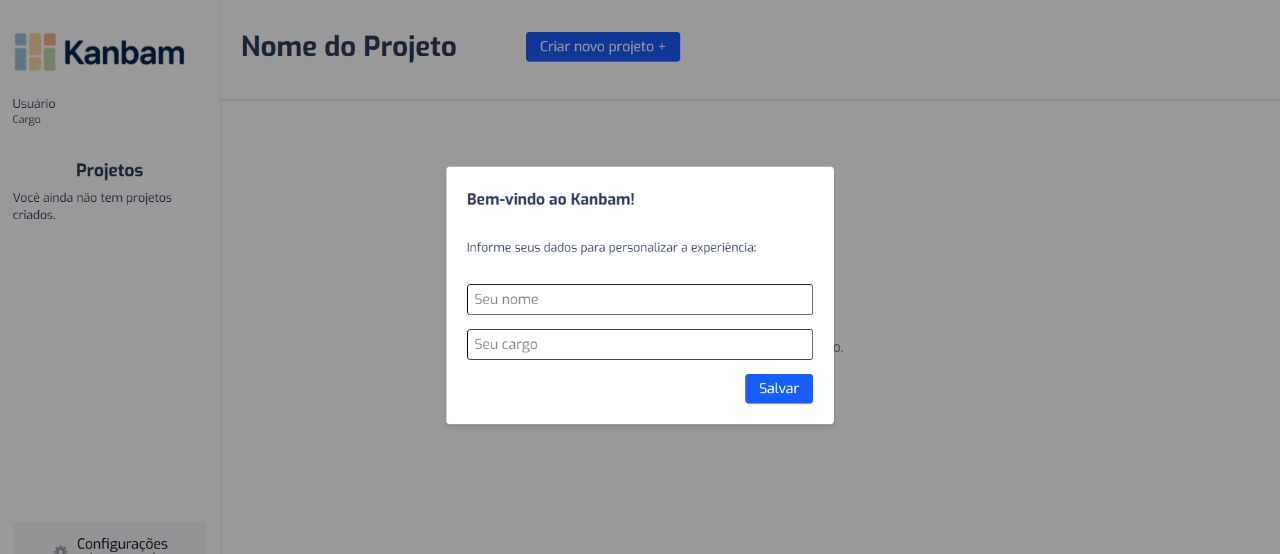 Kanbam
Nome do Projeto
Criar novo projeto +
Usuário
Cargo
Projetos
Você ainda não tem projetos
criados.
Bem-vindo ao Kanbam!
Informe seus dados para personalizar a experiência:
Seu nome
Seu cargo
o.
Salvar
Configurações